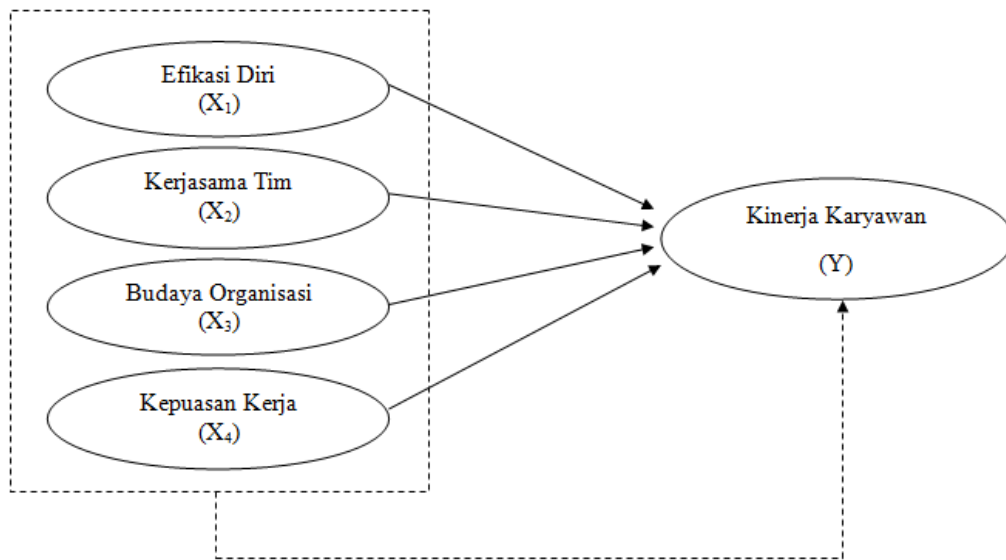 Efikasi Diri
(X₁)
Kerjasama Tim
(X₂)
Budaya Organisasi
(X₃)
Kepuasan Kerja
(X₄)
Kinerja Karyawan
(Y)